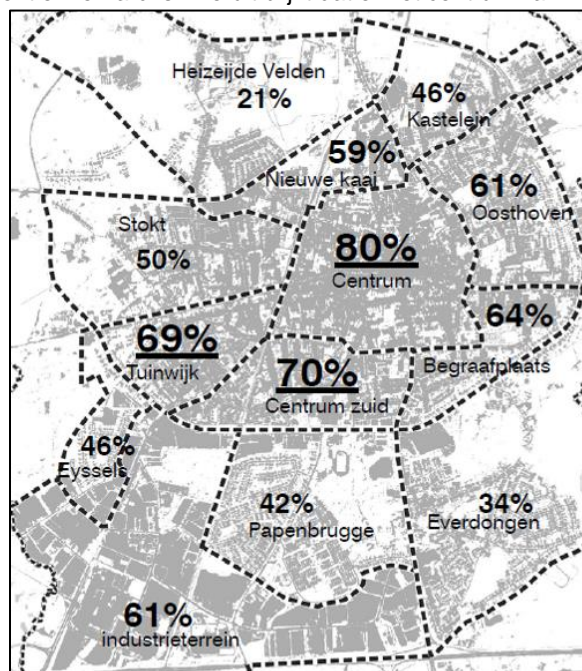 Heizeijde Velden
21%
46%
Kastelein
59%
Nieuwe kaai
61%
Oosthoven
Stokt
50%
80%
Centrum
64%
Begraafplaats
69%
Tuinwijk
70%
Centrum zuid
46%
Eyssels
42%
Papenbrugge
34%
Everdongen
61%
industrieterrein